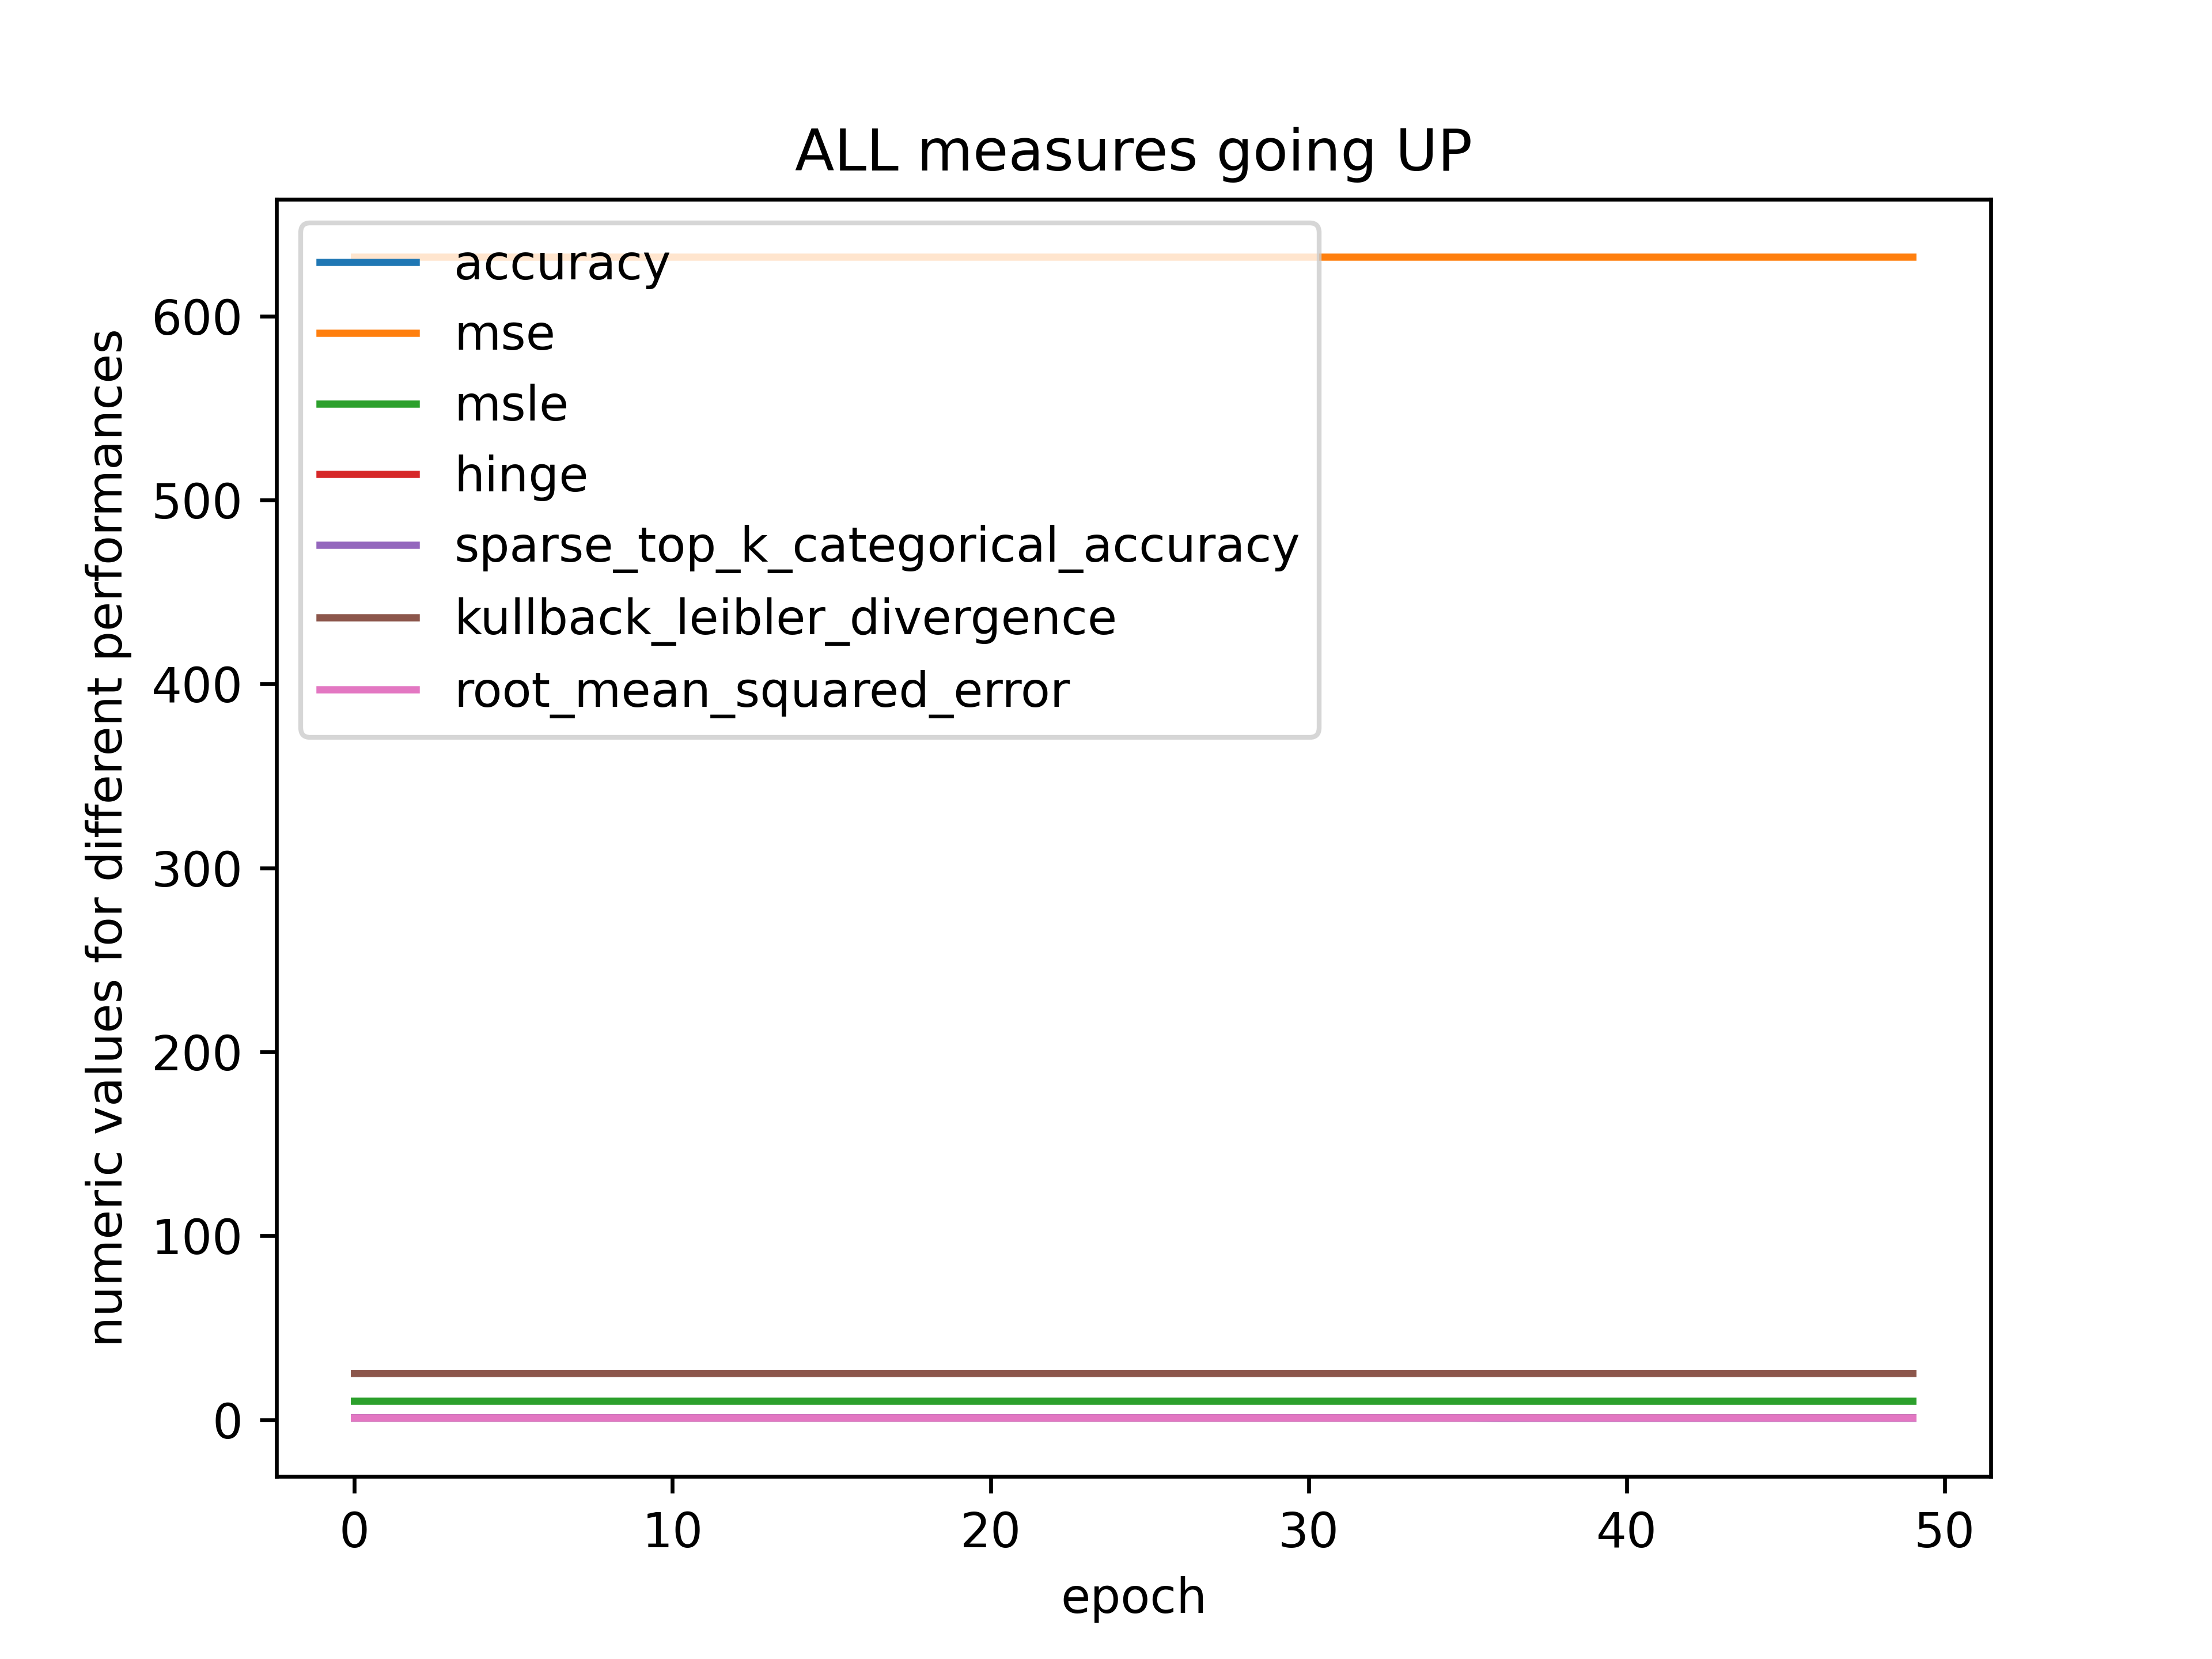 ALL measures going UP
accuracy
mse
msle
hinge
sparse_top_k_categorical_accuracy
kullback_leibler_divergence
root_mean_squared_error
numeric values for different performances
600
500
400
300
200
100
0
0 10 20 30 40 50
epoch